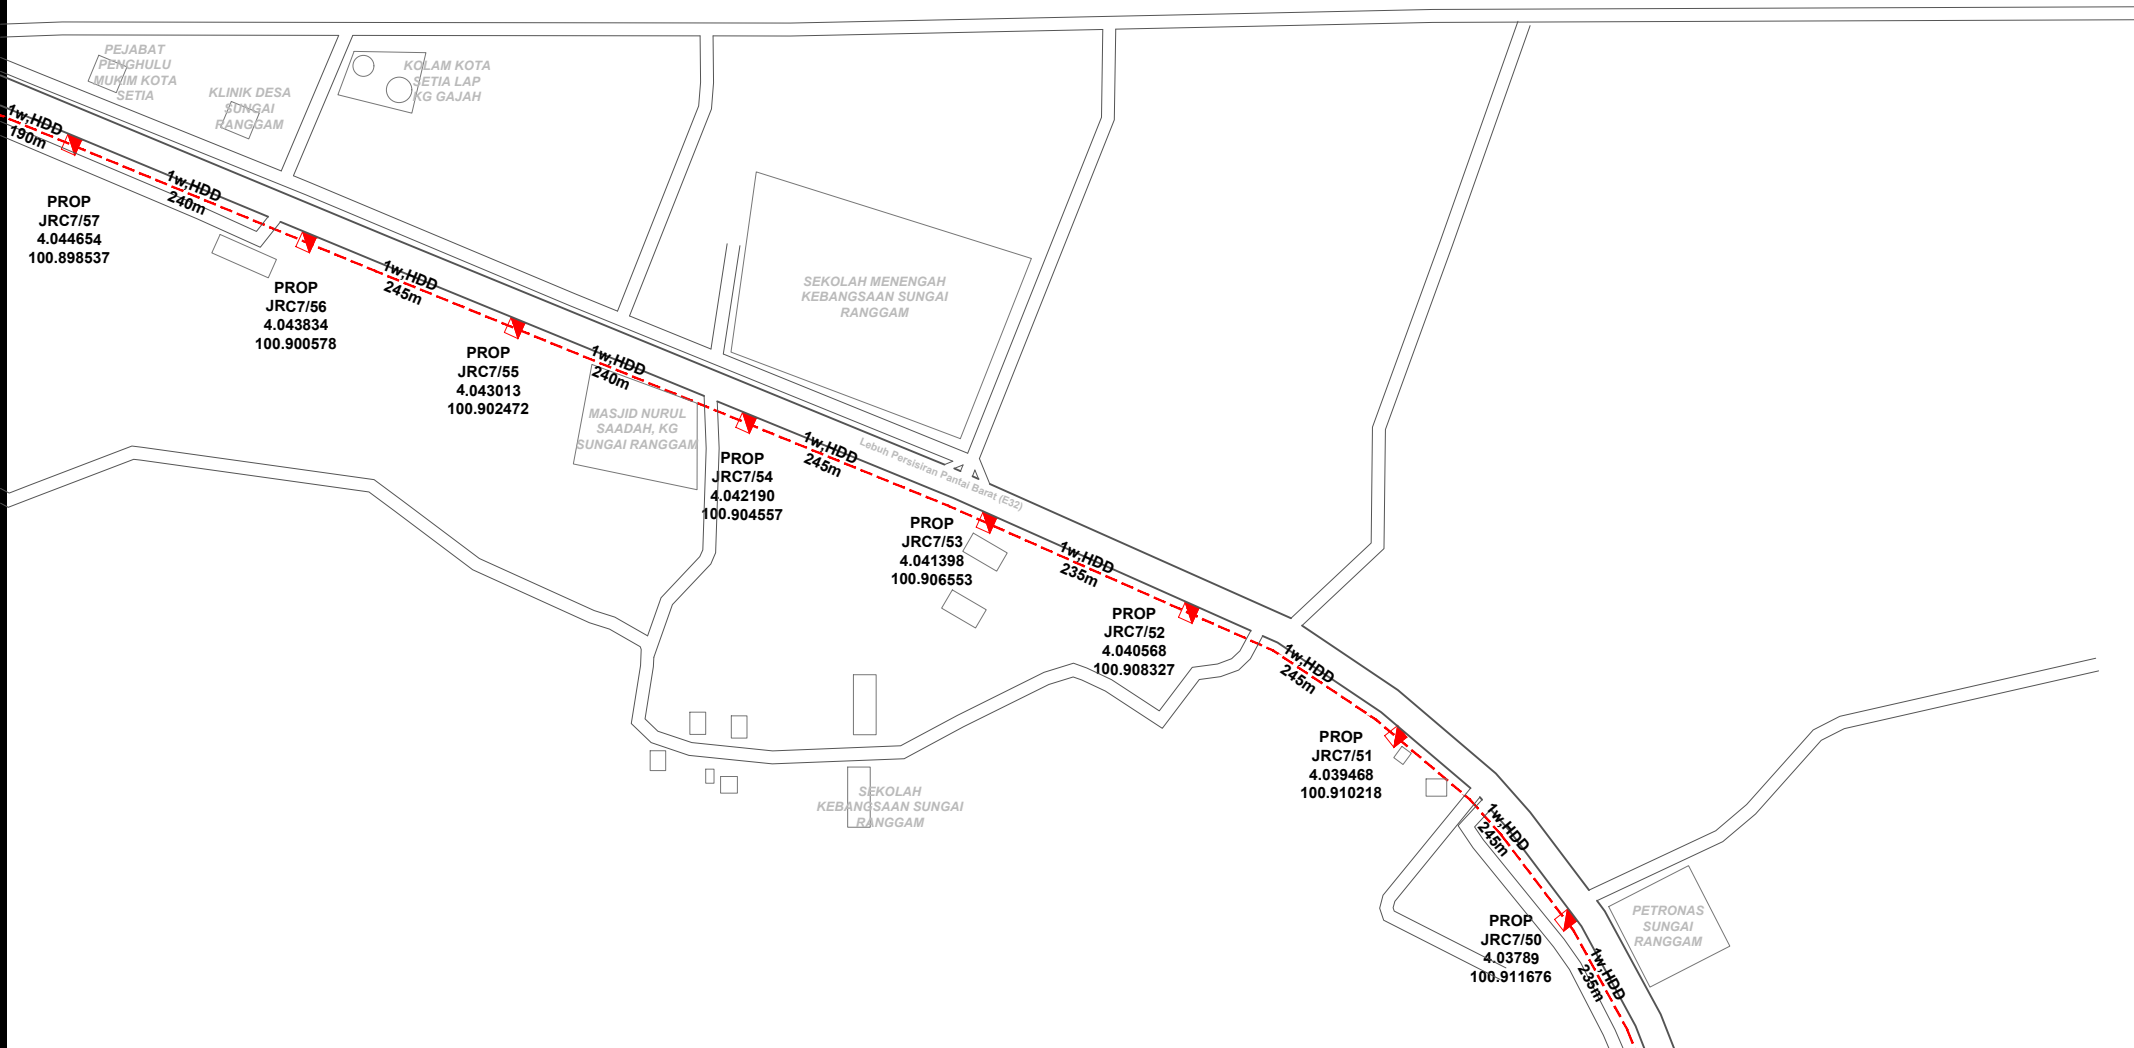 PEJABAT
PENGHULU
MUKIM KOTA
SETIA
KLINIK DESA
SUNGAI
RANGGAM
KOLAM KOTA
SETIA LAP
KG GAJAH
1w,HDD
190m
PROP
JRC7/57
4.044654
100.898537
1w,HDD
240m
PROP
JRC7/56
4.043834
100.900578
1w,HDD
245m
PROP
JRC7/55
4.043013
100.902472
1w,HDD
240m
MASJID NURUL
SAADAH, KG
SUNGAI RANGGAM
SEKOLAH MENENGAH
KEBANGSAAN SUNGAI
RANGGAM
PROP
JRC7/54
4.042190
100.904557
1w,HDD
245m
Lebuh Persisiran Pantai Barat (E32)
PROP
JRC7/53
4.041398
100.906553
1w,HDD
235m
PROP
JRC7/52
4.040568
100.908327
1w,HDD
245m
PROP
JRC7/51
4.039468
100.910218
SEKOLAH
KEBANGSAAN SUNGAI
RANGGAM
1w,HDD
245m
PROP
JRC7/50
4.03789
100.911676
PETRONAS
SUNGAI
RANGGAM
1w,HDD
235m